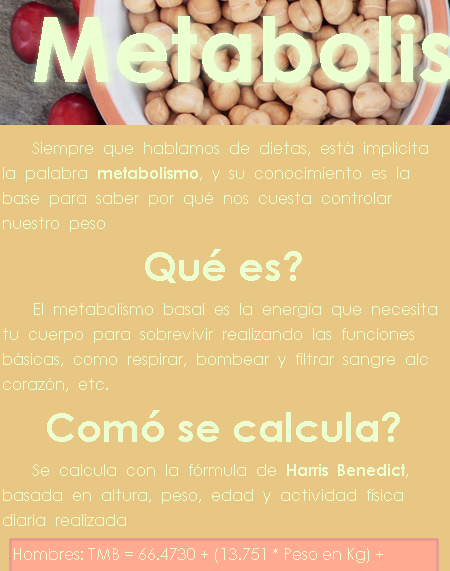 Metabolis
Siempre que hablamos de dietas, está implicita
la palabra metabolismo, y su conocimiento es la
base para saber por qué nos cuesta controlar
nuestro peso
Qué es?
El metabolismo basal es la energía que necesita
tu cuerpo para sobrevivir realizando las funciones
básicas, como respirar, bombear y filtrar sangre alc
corazón, etc.
Comó se calcula?
Se calcula con la fórmula de Harris Benedict,
basada en altura, peso, edad y actividad física
diaria realizada
Hombres: TMB = 66.4730 + (13.751 * Peso en Kg) +